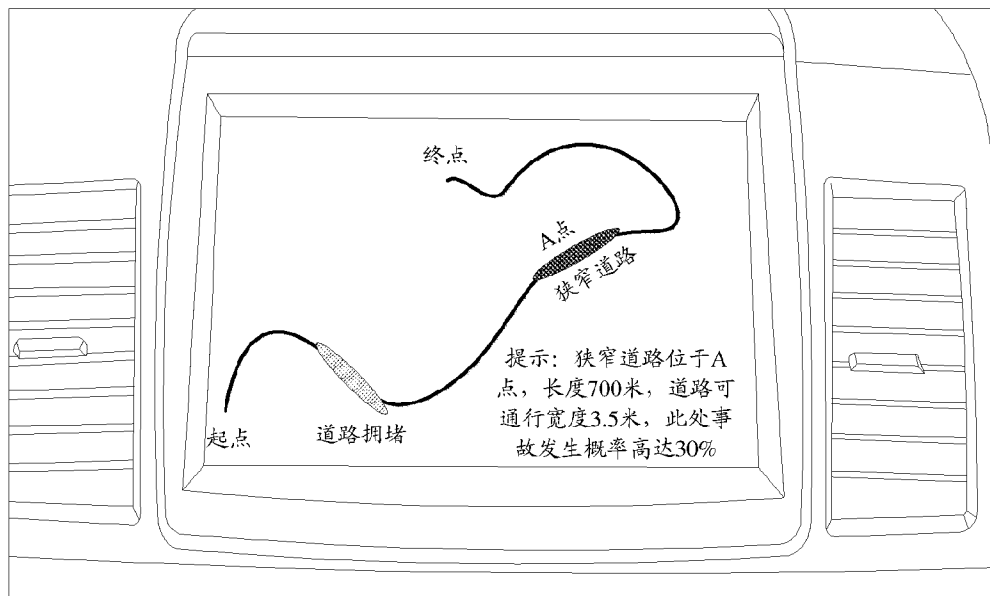 终点
A点
狭窄道路
提示：狭窄道路位于A
点，长度700米，道路可
通行宽度3.5米，此处事
故发生概率高达30%
起点
道路拥堵